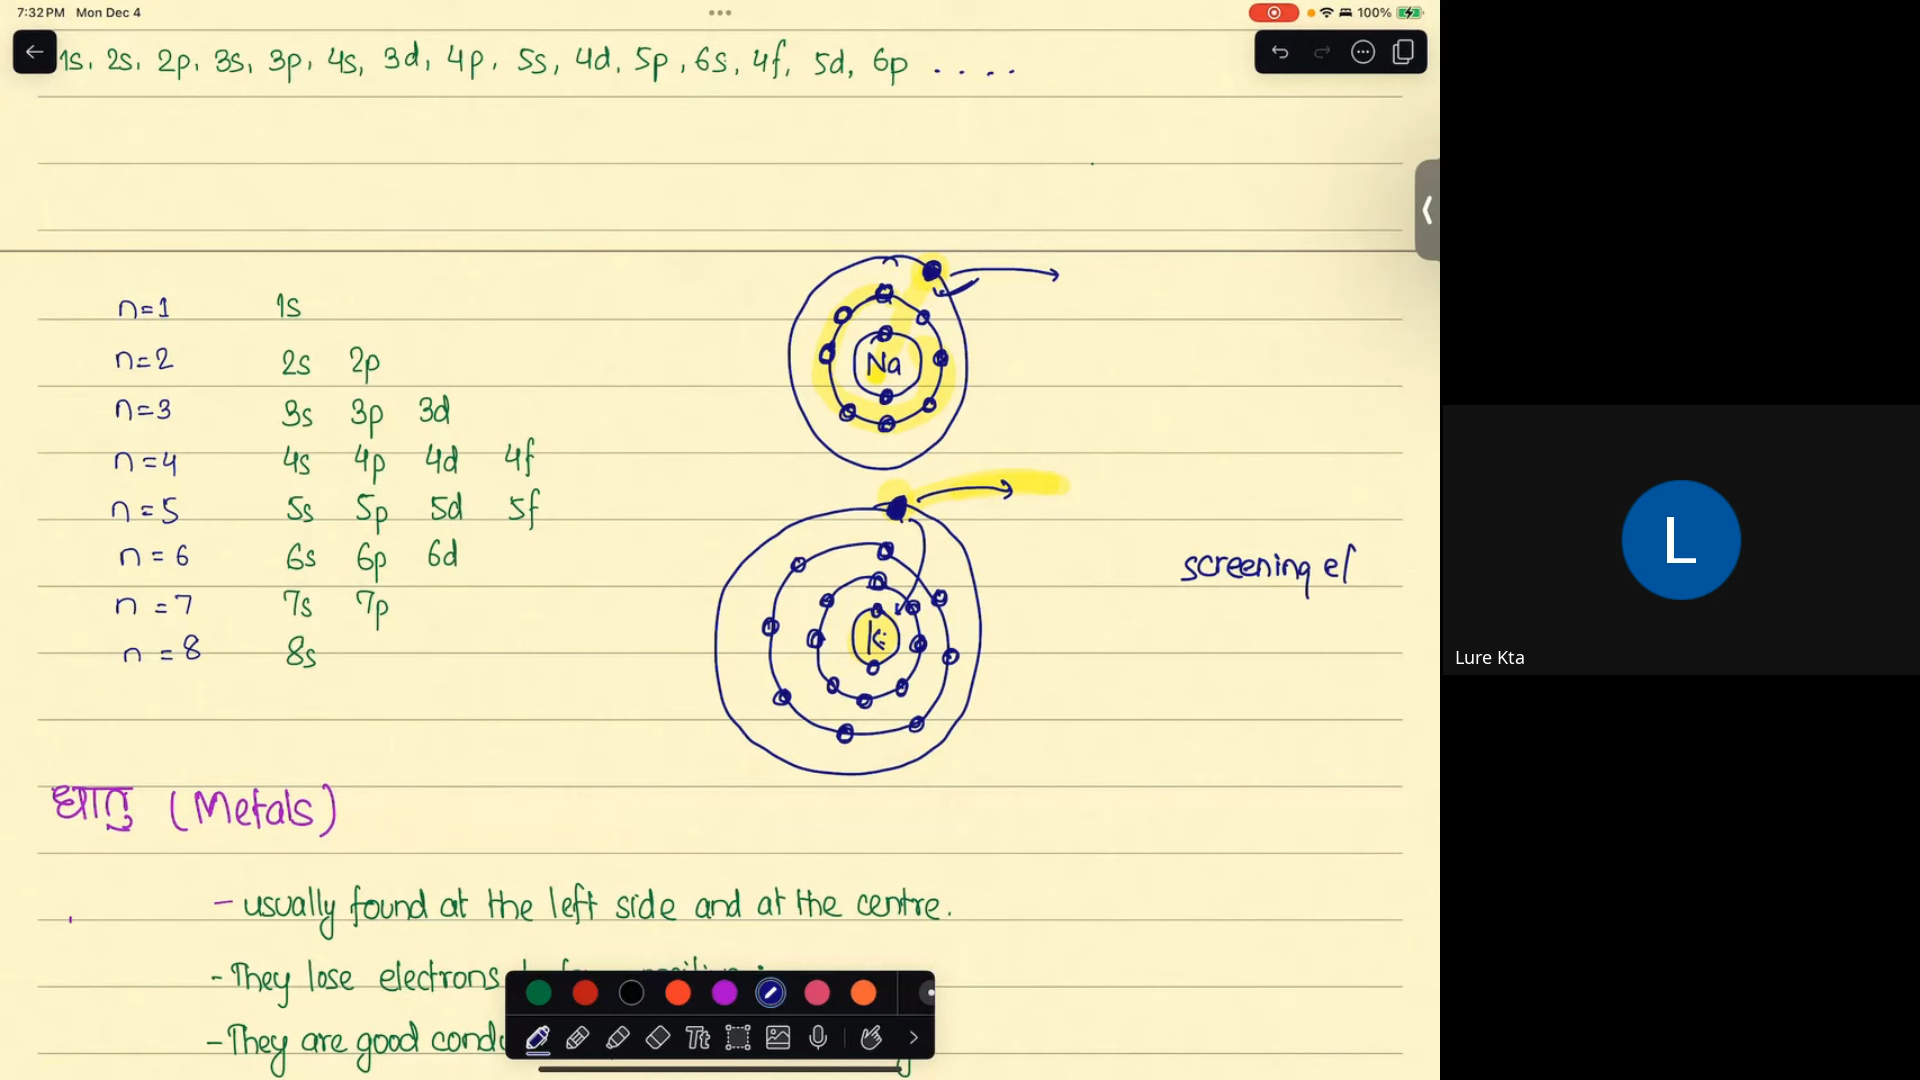 7:32 PM Mon Dec 4
100%
1s, 2s, 2p, 3s, 3p, 4s, 3d, 4p, 5s, 4d, 5p, 6s, 4f, 5d, 6p ....
n=1 1s
n=2 2s 2p
n=3 3s 3p 3d
n=4 4s 4p 4d 4f
n=5 5s 5p 5d 5f
n=6 6s 6p 6d
n=7 7s 7p
n=8 8s
Na
K
screening ef
L
Lure Kta
धातु (Metals)
- usually found at the left side and at the centre.
- They lose electrons
- They are good cond
Tt